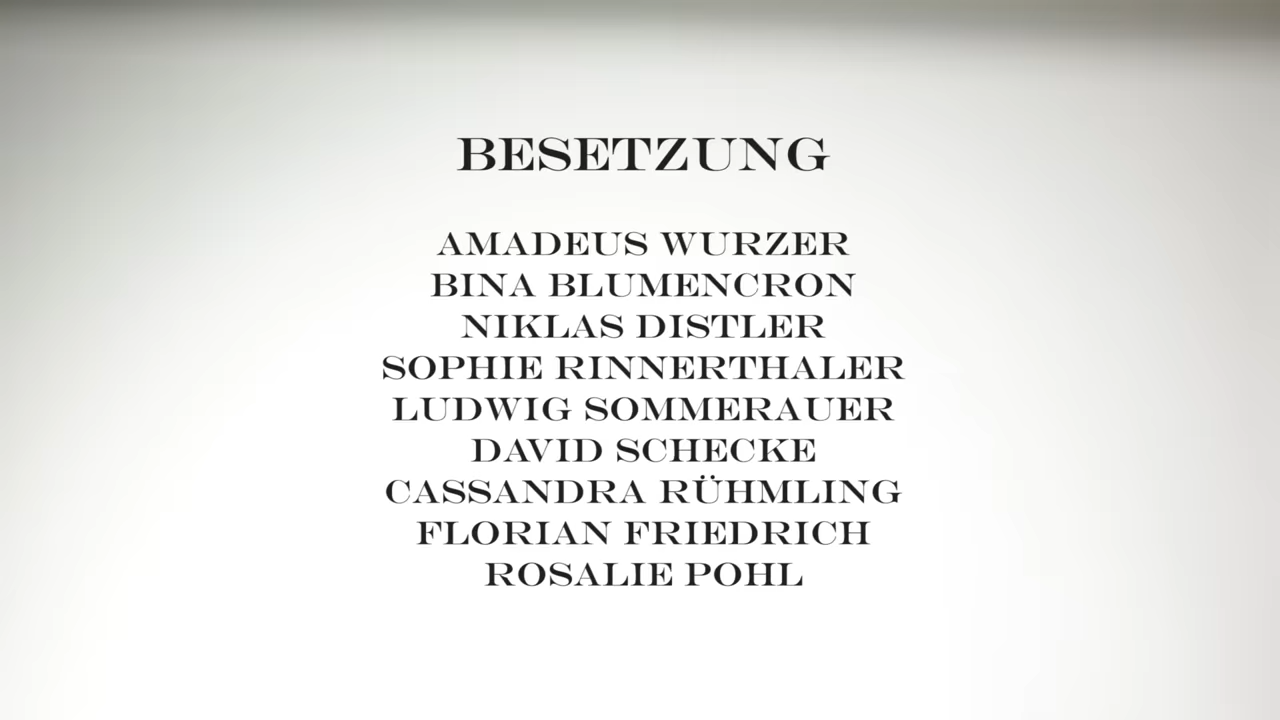 BESETZUNG
AMADEUS WURZER
BINA BLUMENCRON
NIKLAS DISTLER
SOPHIE RINNERTHALER
LUDWIG SOMMERAUER
DAVID SCHECKE
CASSANDRA RÜHMLING
FLORIAN FRIEDRICH
ROSALIE POHL